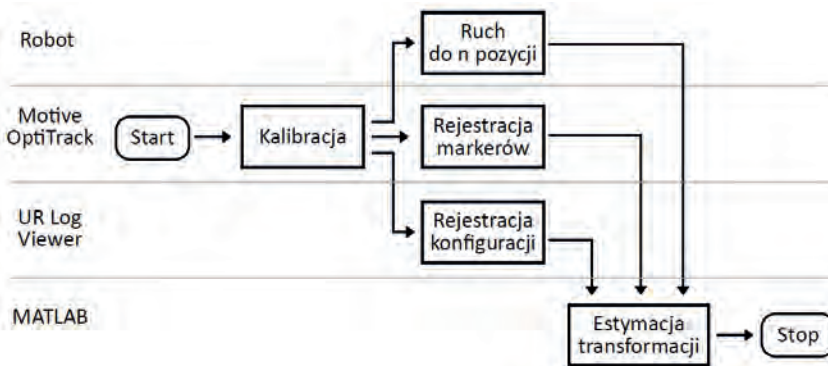 Robot
Ruch
do n pozycji
Motive
OptiTrack
Start
Kalibracja
Rejestracja
markerów
UR Log
Viewer
Rejestracja
konfiguracji
MATLAB
Estymacja
transformacji
Stop